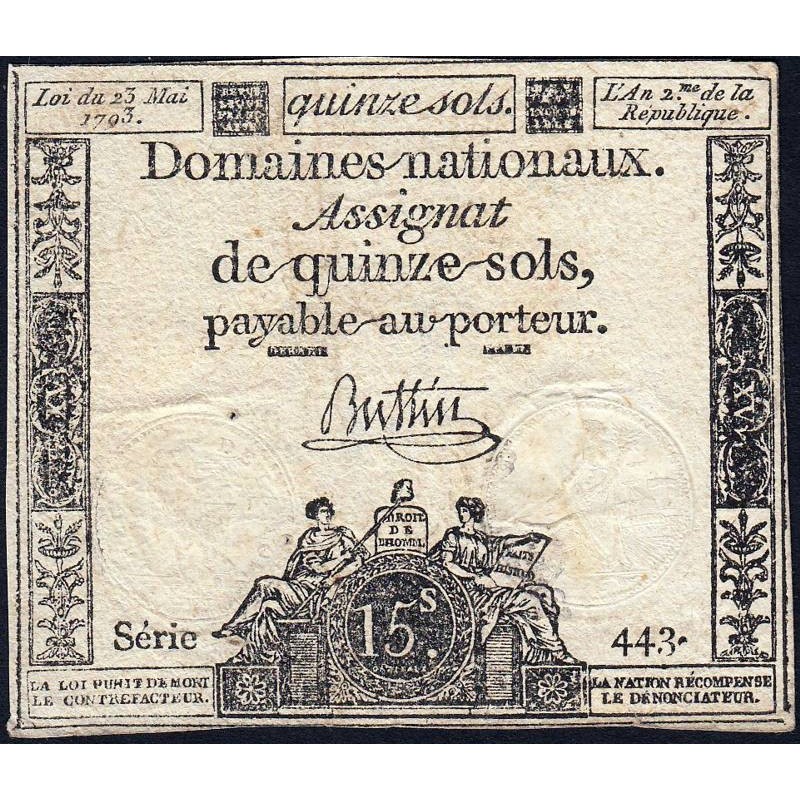 Loi du 23 Mai
1793.
quinze sols.
L'An 2.me de la
République.
Domaines nationaux.
Assignat
de quinze sols,
payable au porteur.
Buttin
DROIT
DE
L'HOMM.
15 s.
Série
443.
LA LOI PUNIT DE MORT
LE CONTREFACTEUR.
LA NATION RÉCOMPENSE
LE DÉNONCIATEUR.